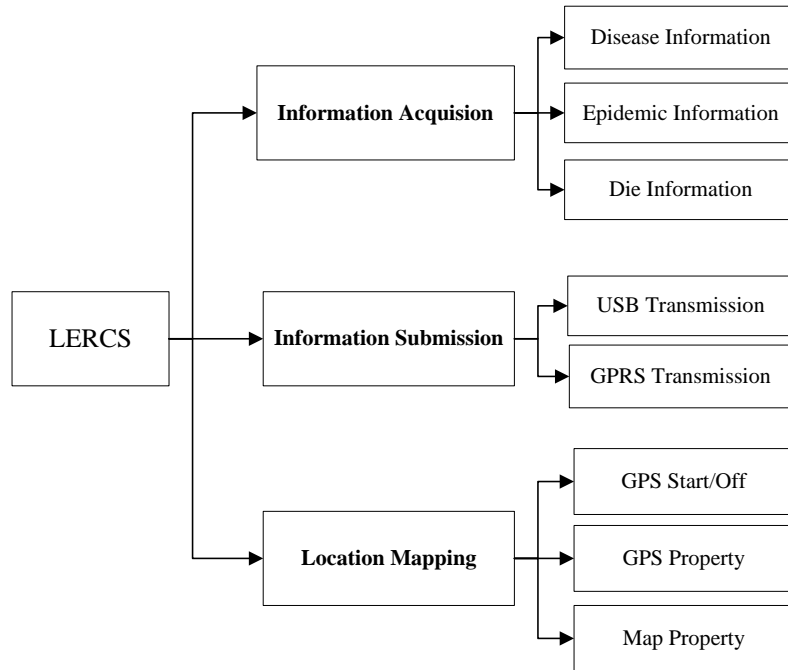 LERCS
Information Acquision
Disease Information
Epidemic Information
Die Information
Information Submission
USB Transmission
GPRS Transmission
Location Mapping
GPS Start/Off
GPS Property
Map Property